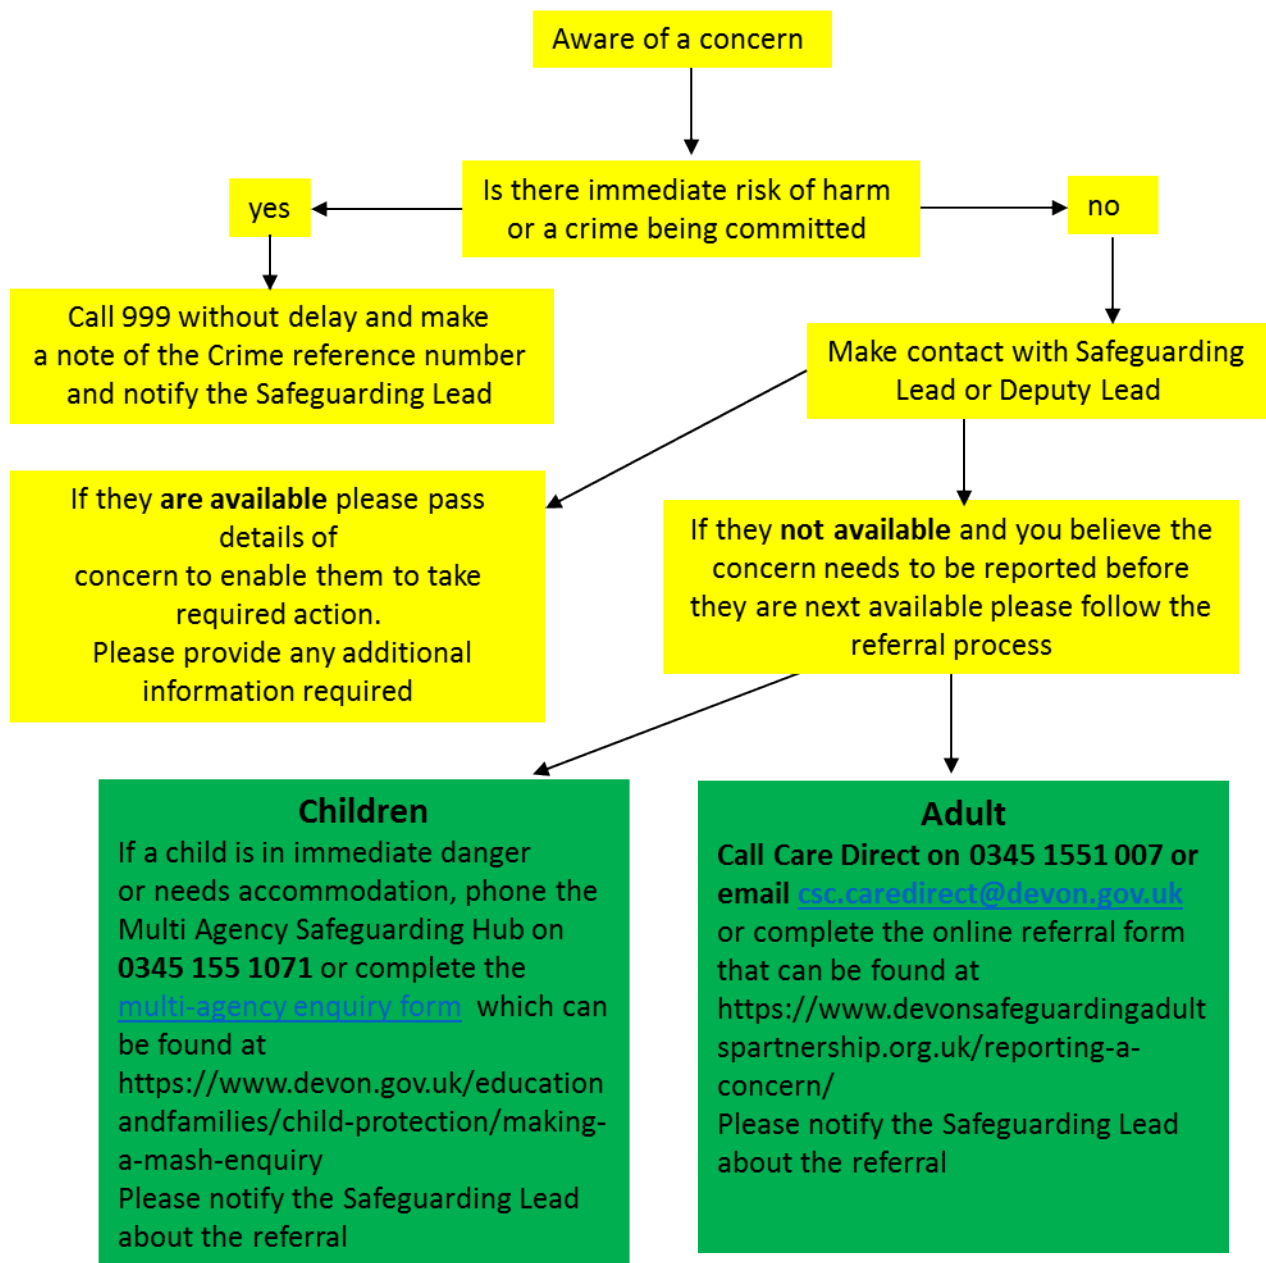 Aware of a concern
Is there immediate risk of harm
or a crime being committed
yes
no
Call 999 without delay and make
a note of the Crime reference number
and notify the Safeguarding Lead
Make contact with Safeguarding
Lead or Deputy Lead
If they are available please pass
details of
concern to enable them to take
required action.
Please provide any additional
information required
If they not available and you believe the
concern needs to be reported before
they are next available please follow the
referral process
Children
If a child is in immediate danger
or needs accommodation, phone the
Multi Agency Safeguarding Hub on
0345 155 1071 or complete the
multi-agency enquiry form which can
be found at
https://www.devon.gov.uk/education
andfamilies/child-protection/making-
a-mash-enquiry
Please notify the Safeguarding Lead
about the referral
Adult
Call Care Direct on 0345 1551 007 or
email csc.caredirect@devon.gov.uk
or complete the online referral form
that can be found at
https://www.devonsafeguardingadult
spartnership.org.uk/reporting-a-
concern/
Please notify the Safeguarding Lead
about the referral